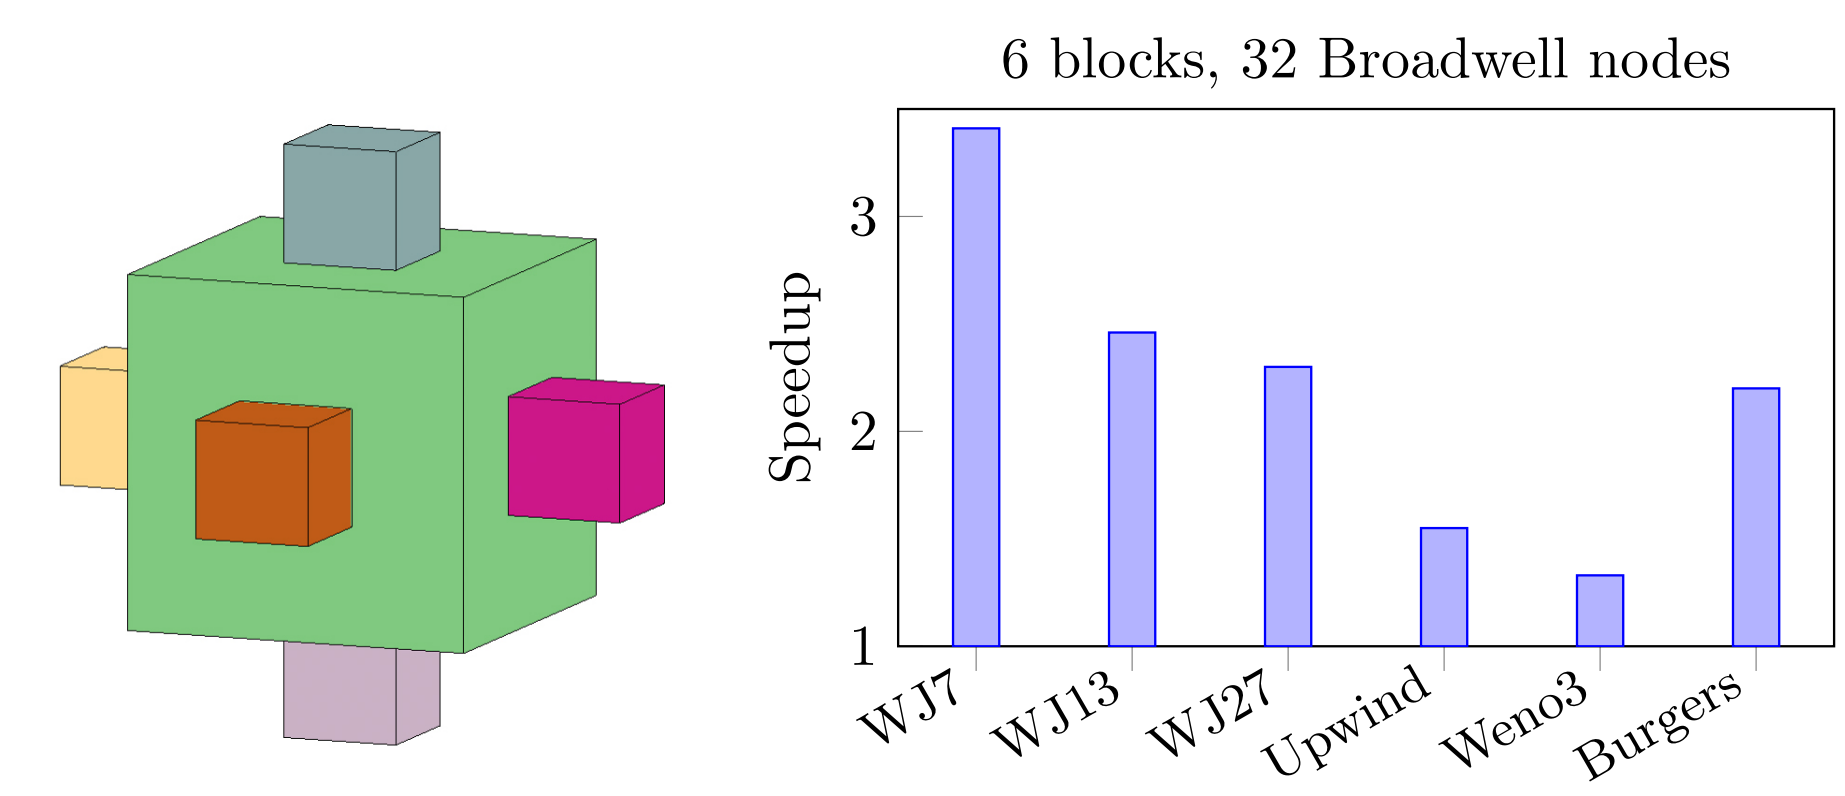 6 blocks, 32 Broadwell nodes
Speedup
3
2
1
WJ7
WJ13
WJ27
Upwind
Weno3
Burgers